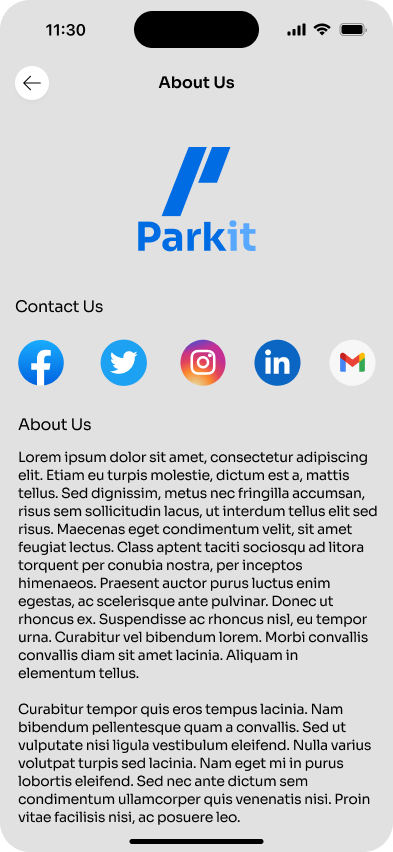 11:30
About Us
Parkit
Contact Us
About Us
Lorem ipsum dolor sit amet, consectetur adipiscing
elit. Etiam eu turpis molestie, dictum est a, mattis
tellus. Sed dignissim, metus nec fringilla accumsan,
risus sem sollicitudin lacus, ut interdum tellus elit sed
risus. Maecenas eget condimentum velit, sit amet
feugiat lectus. Class aptent taciti sociosqu ad litora
torquent per conubia nostra, per inceptos
himenaeos. Praesent auctor purus luctus enim
egestas, ac scelerisque ante pulvinar. Donec ut
rhoncus ex. Suspendisse ac rhoncus nisl, eu tempor
urna. Curabitur vel bibendum lorem. Morbi convallis
convallis diam sit amet lacinia. Aliquam in
elementum tellus.
Curabitur tempor quis eros tempus lacinia. Nam
bibendum pellentesque quam a convallis. Sed ut
vulputate nisi ligula vestibulum eleifend. Nulla varius
volutpat turpis sed lacinia. Nam eget mi in purus
lobortis eleifend. Sed nec ante dictum sem
condimentum ullamcorper quis venenatis nisi. Proin
vitae facilisis nisi, ac posuere leo.